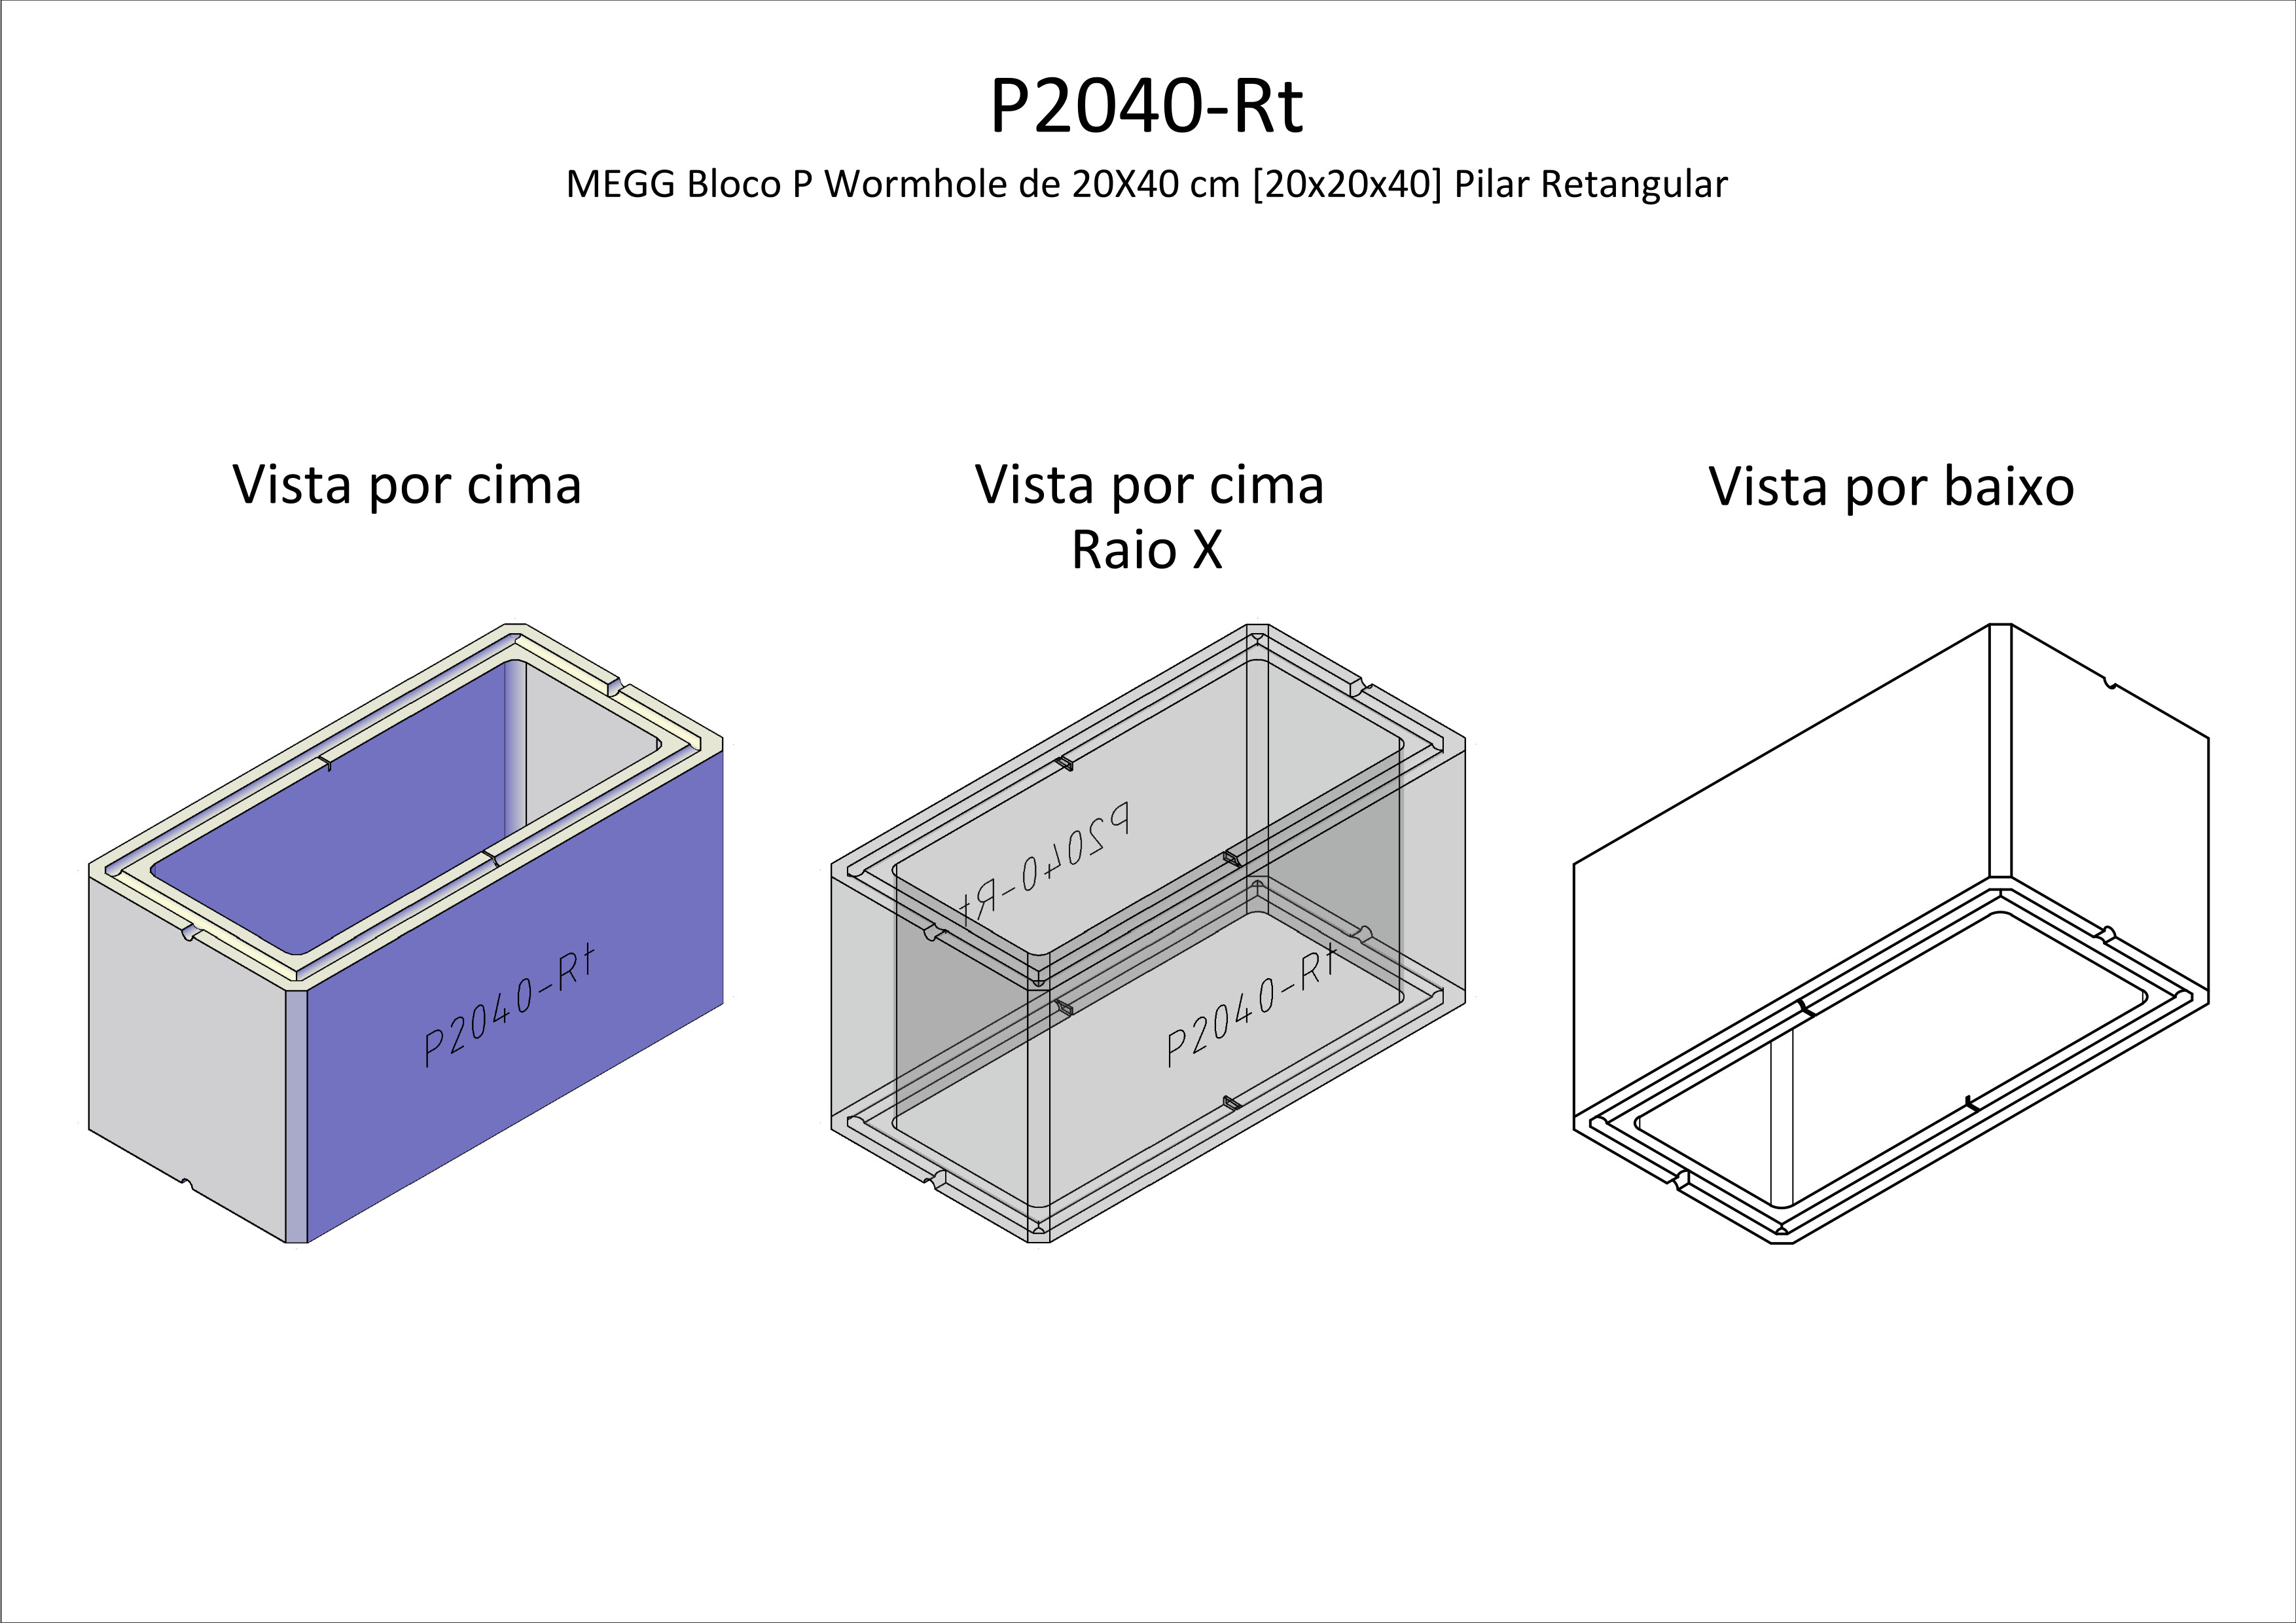 P2040-Rt
MEGG Bloco P Wormhole de 20X40 cm [20x20x40] Pilar Retangular
Vista por cima
Vista por cima
Raio X
Vista por baixo
P2040-Rt
P2040-Rt
P2040-Rt